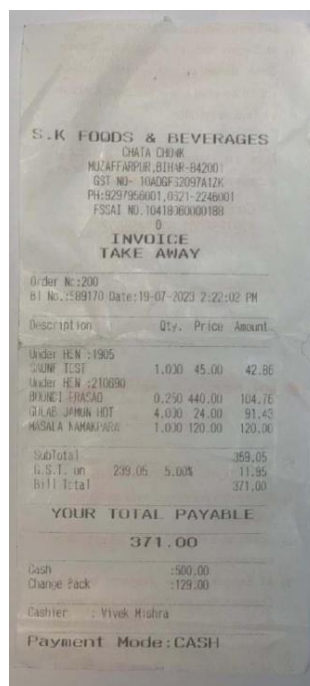 S.K FOODS & BEVERAGES
CHATA CHOWK
MUZAFFARPUR,BIHAR-842001
GST NO- 10ADGFS2097A1ZK
PH:9297956001,0621-2246001
FSSAI NO.10418060000188
0
INVOICE
TAKE AWAY
Order No:200
Bl No.:589170 Date:19-07-2023 2:22:02 PM
Description Qty. Price Amount
Under HSN :1905
SAUNF TOST 1.000 45.00 42.86
Under HSN :210690
BOUNDI PRASAD 0.250 440.00 104.76
GULAB JAMUN HOT 4.000 24.00 91.43
MASALA NAMAKPARA 1.000 120.00 120.00
SubTotal 359.05
G.S.T. on 239.05 5.00% 11.95
Bill Total 371.00
YOUR TOTAL PAYABLE
371.00
Cash :500.00
Change Back :129.00
Cashier : Vivek Mishra
Payment Mode:CASH